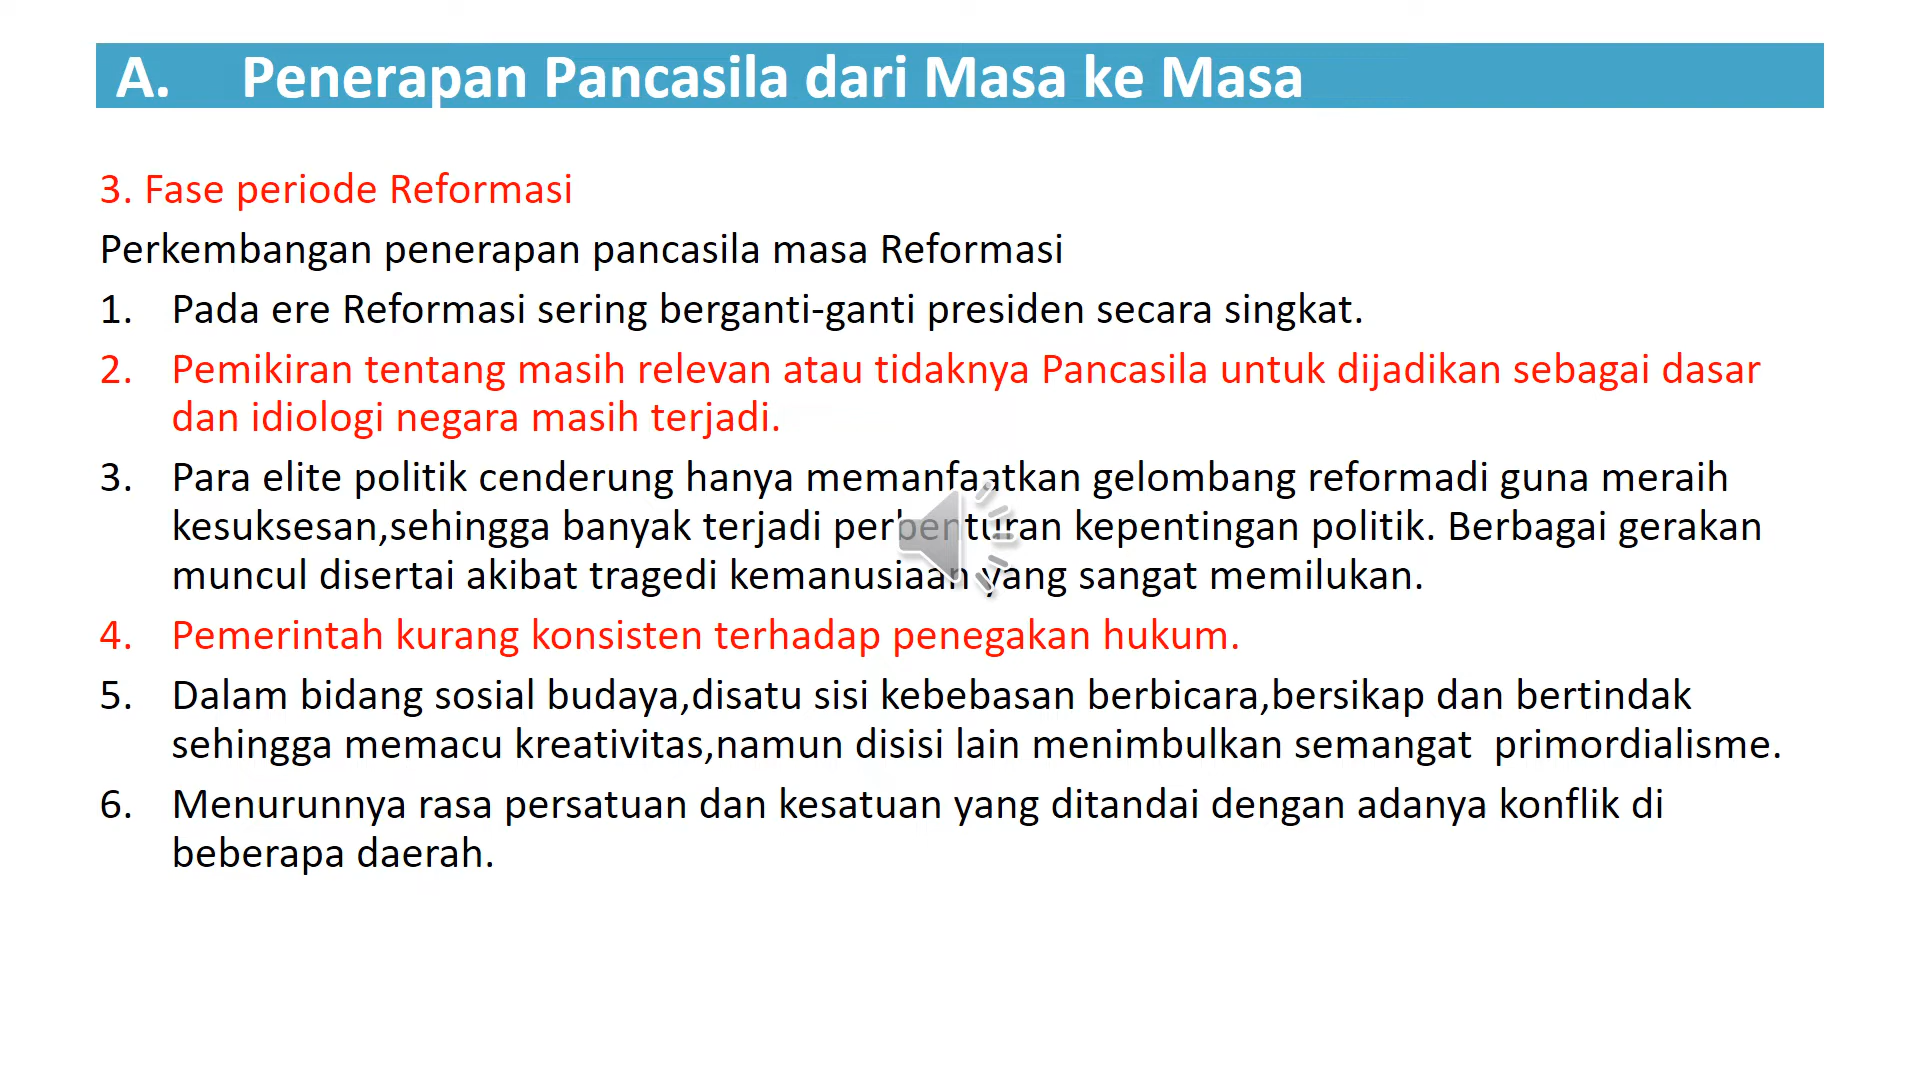 A. Penerapan Pancasila dari Masa ke Masa
3. Fase periode Reformasi
Perkembangan penerapan pancasila masa Reformasi
1. Pada ere Reformasi sering berganti-ganti presiden secara singkat.
2. Pemikiran tentang masih relevan atau tidaknya Pancasila untuk dijadikan sebagai dasar
dan idiologi negara masih terjadi.
3. Para elite politik cenderung hanya memanfaatkan gelombang reformadi guna meraih
kesuksesan,sehingga banyak terjadi perbenturan kepentingan politik. Berbagai gerakan
muncul disertai akibat tragedi kemanusiaan yang sangat memilukan.
4. Pemerintah kurang konsisten terhadap penegakan hukum.
5. Dalam bidang sosial budaya,disatu sisi kebebasan berbicara,bersikap dan bertindak
sehingga memacu kreativitas,namun disisi lain menimbulkan semangat  primordialisme.
6. Menurunnya rasa persatuan dan kesatuan yang ditandai dengan adanya konflik di
beberapa daerah.